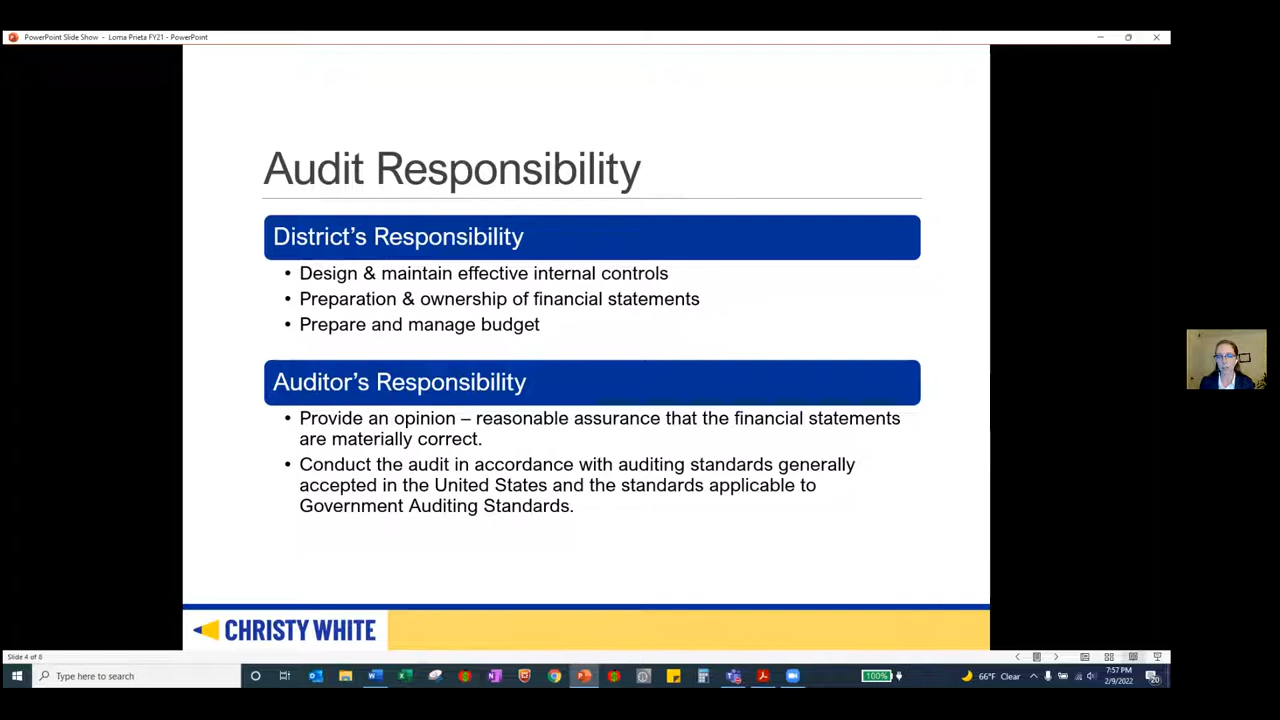 PowerPoint Slide Show - Loma Prieta FY21 - PowerPoint
Audit Responsibility
District's Responsibility
• Design & maintain effective internal controls
• Preparation & ownership of financial statements
• Prepare and manage budget
Auditor's Responsibility
• Provide an opinion – reasonable assurance that the financial statements
are materially correct.
• Conduct the audit in accordance with auditing standards generally
accepted in the United States and the standards applicable to
Government Auditing Standards.
CHRISTY WHITE
Slide 4 of 8
Type here to search
100%
66°F Clear
7:57 PM
2/9/2022
20